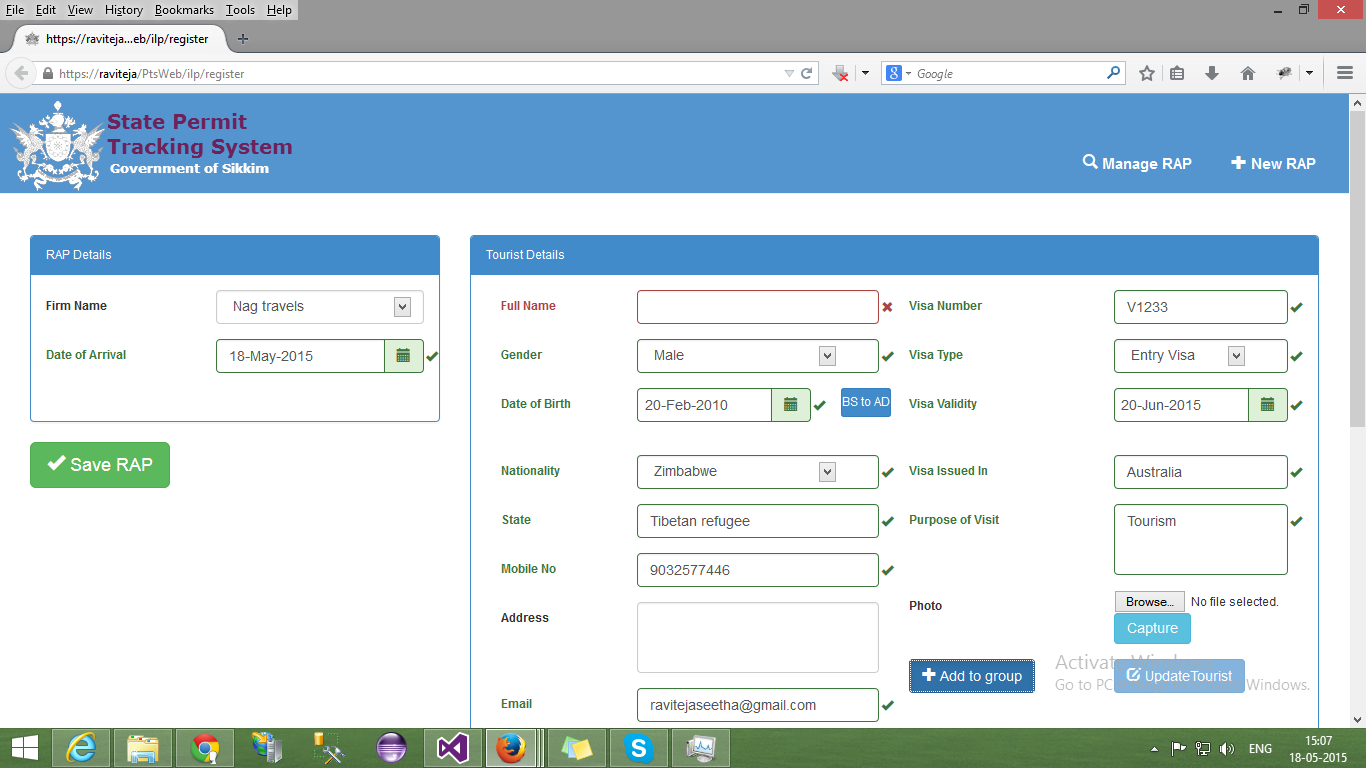 File Edit View History Bookmarks Tools Help
https://raviteja...eb/ilp/register
https://raviteja/PtsWeb/ilp/register
Google
State Permit
Tracking System
Government of Sikkim
Manage RAP
New RAP
RAP Details
Firm Name
Nag travels
Date of Arrival
18-May-2015
Save RAP
Tourist Details
Full Name
Visa Number
V1233
Gender
Male
Visa Type
Entry Visa
Date of Birth
20-Feb-2010
BS to AD
Visa Validity
20-Jun-2015
Nationality
Zimbabwe
Visa Issued In
Australia
State
Tibetan refugee
Purpose of Visit
Tourism
Mobile No
9032577446
Address
Photo
Browse...
No file selected.
Capture
Add to group
UpdateTourist
Activate
Go to PC
Windows.
Email
ravitejaseetha@gmail.com
ENG
15:07
18-05-2015